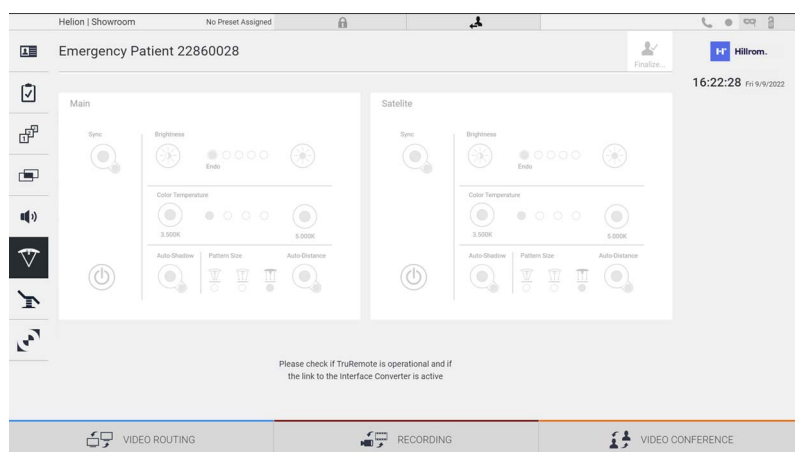 Helion | Showroom
No Preset Assigned
Emergency Patient 22860028
Finalize...
Hillrom.
16:22:28 Fri 9/9/2022
Main
Sync
Brightness
Endo
Color Temperature
3.500K
5.000K
Auto-Shadow
Pattern Size
Auto-Distance
Satelite
Sync
Brightness
Endo
Color Temperature
3.500K
5.000K
Auto-Shadow
Pattern Size
Auto-Distance
Please check if TruRemote is operational and if
the link to the Interface Converter is active
VIDEO ROUTING
RECORDING
VIDEO CONFERENCE